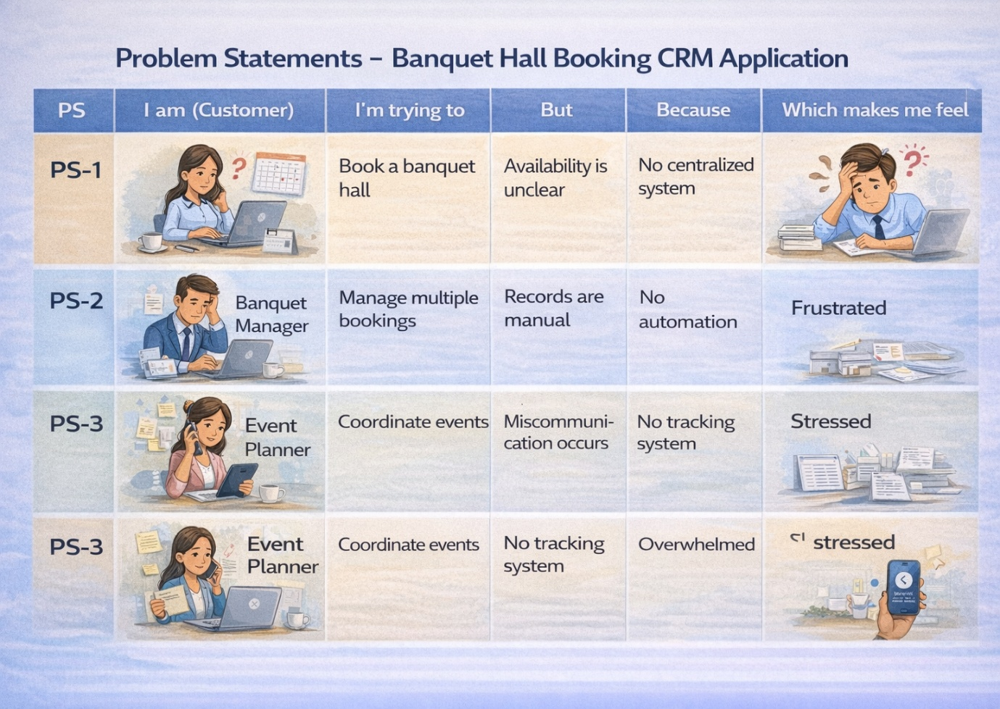 Problem Statements – Banquet Hall Booking CRM Application
PS
I am (Customer)
I'm trying to
But
Because
Which makes me feel
PS-1
?
Book a banquet
hall
Availability is
unclear
No centralized
system
?
PS-2
Banquet
Manager
Manage multiple
bookings
Records are
manual
No
automation
Frustrated
PS-3
Event
Planner
Coordinate events
Miscommuni-
cation occurs
No tracking
system
Stressed
PS-3
Event
Planner
Coordinate events
No tracking
system
Overwhelmed
stressed